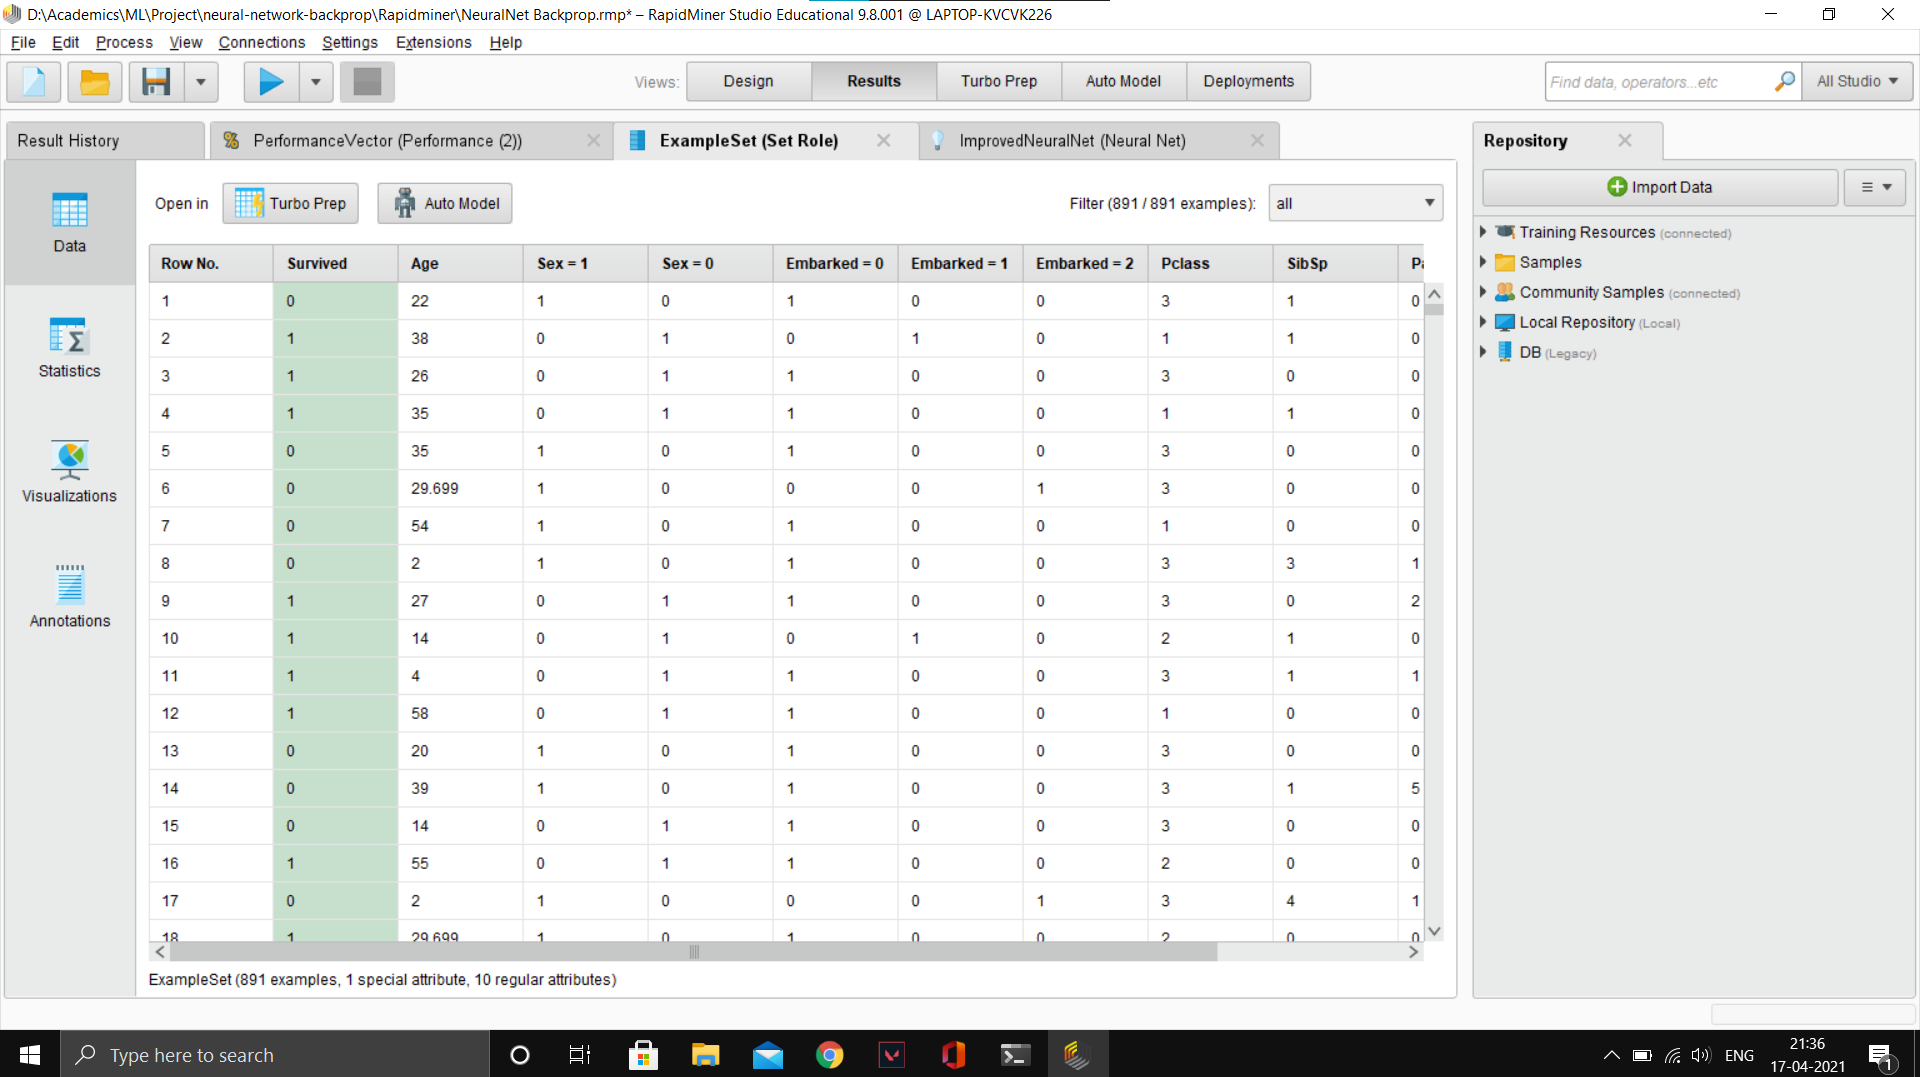 D:\Academics\ML\Project\neural-network-backprop\Rapidminer\NeuralNet Backprop.rmp* – RapidMiner Studio Educational 9.8.001 @ LAPTOP-KVCVK226
File Edit Process View Connections Settings Extensions Help
Views: Design Results Turbo Prep Auto Model Deployments Find data, operators...etc All Studio
Result History PerformanceVector (Performance (2)) ExampleSet (Set Role) ImprovedNeuralNet (Neural Net) Repository
Open in Turbo Prep Auto Model Filter (891 / 891 examples): all
Import Data
Data
Statistics
Visualizations
Annotations
Row No. Survived Age Sex = 1 Sex = 0 Embarked = 0 Embarked = 1 Embarked = 2 Pclass SibSp
1 0 22 1 0 1 0 0 3 1 0
2 1 38 0 1 0 1 0 1 1 0
3 1 26 0 1 1 0 0 3 0 0
4 1 35 0 1 1 0 0 1 1 0
5 0 35 1 0 1 0 0 3 0 0
6 0 29.699 1 0 0 0 1 3 0 0
7 0 54 1 0 1 0 0 1 0 0
8 0 2 1 0 1 0 0 3 3 1
9 1 27 0 1 1 0 0 3 0 2
10 1 14 0 1 0 1 0 2 1 0
11 1 4 0 1 1 0 0 3 1 1
12 1 58 0 1 1 0 0 1 0 0
13 0 20 1 0 1 0 0 3 0 0
14 0 39 1 0 1 0 0 3 1 5
15 0 14 0 1 1 0 0 3 0 0
16 1 55 0 1 1 0 0 2 0 0
17 0 2 1 0 0 0 1 3 4 1
18 1 29.699 1 0 1 0 0 2 0 0
ExampleSet (891 examples, 1 special attribute, 10 regular attributes)
Training Resources (connected)
Samples
Community Samples (connected)
Local Repository (Local)
DB (Legacy)
Type here to search
ENG
21:36
17-04-2021
1